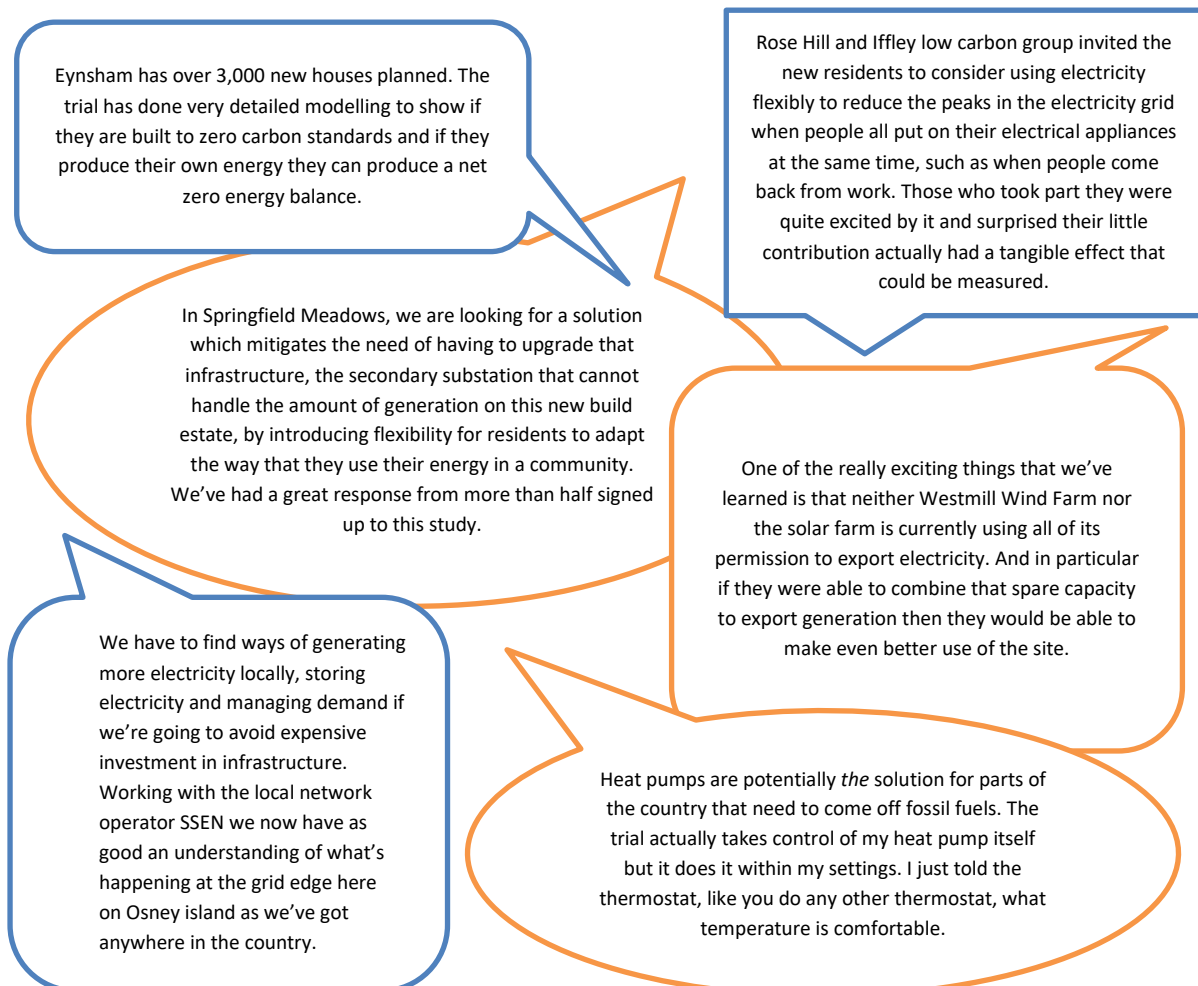 Eynsham has over 3,000 new houses planned. The
trial has done very detailed modelling to show if
they are built to zero carbon standards and if they
produce their own energy they can produce a net
zero energy balance.
Rose Hill and Iffley low carbon group invited the
new residents to consider using electricity
flexibly to reduce the peaks in the electricity grid
when people all put on their electrical appliances
at the same time, such as when people come
back from work. Those who took part they were
quite excited by it and surprised their little
contribution actually had a tangible effect that
could be measured.
In Springfield Meadows, we are looking for a solution
which mitigates the need of having to upgrade that
infrastructure, the secondary substation that cannot
handle the amount of generation on this new build
estate, by introducing flexibility for residents to adapt
the way that they use their energy in a community.
We’ve had a great response from more than half signed
up to this study.
One of the really exciting things that we’ve
learned is that neither Westmill Wind Farm nor
the solar farm is currently using all of its
permission to export electricity. And in particular
if they were able to combine that spare capacity
to export generation then they would be able to
make even better use of the site.
We have to find ways of generating
more electricity locally, storing
electricity and managing demand if
we’re going to avoid expensive
investment in infrastructure.
Working with the local network
operator SSEN we now have as
good an understanding of what’s
happening at the grid edge here
on Osney island as we’ve got
anywhere in the country.
Heat pumps are potentially the solution for parts of
the country that need to come off fossil fuels. The
trial actually takes control of my heat pump itself
but it does it within my settings. I just told the
thermostat, like you do any other thermostat, what
temperature is comfortable.